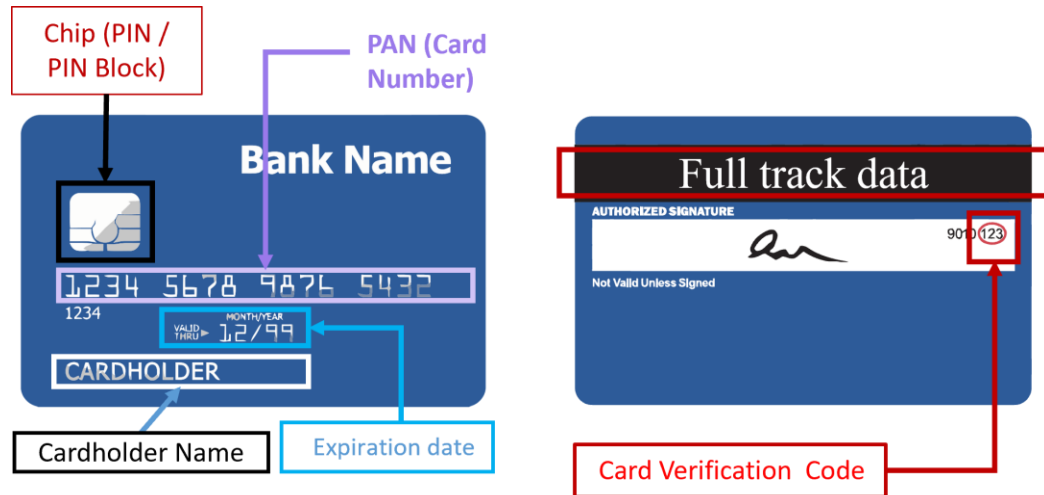 Chip (PIN /
PIN Block)
PAN (Card
Number)
Bank Name
1234 5678 9876 5432
1234
MONTH/YEAR
VALID
THRU
12/99
CARDHOLDER
Cardholder Name
Expiration date
Full track data
AUTHORIZED SIGNATURE
9010 123
Not Valid Unless Signed
Card Verification Code